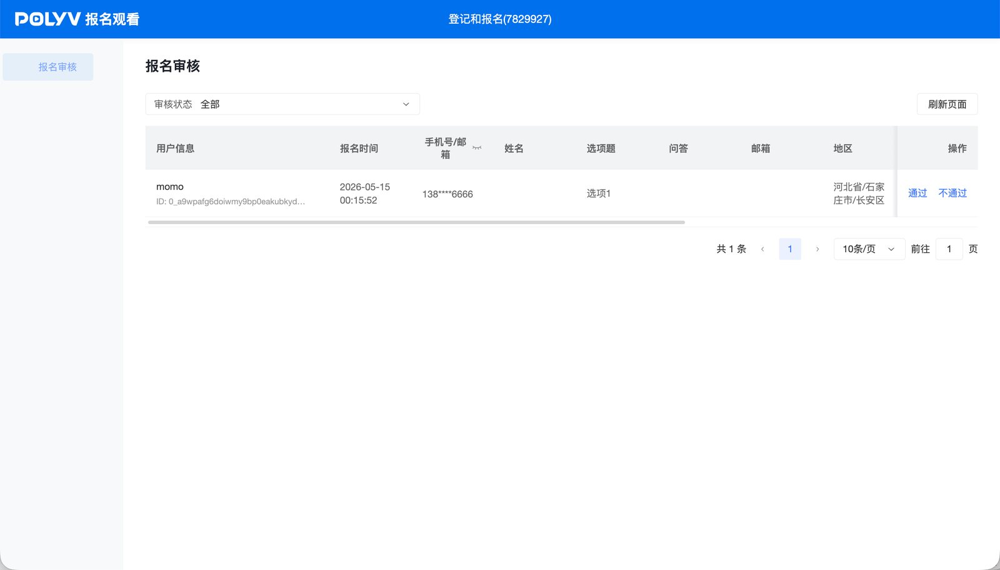 POLYV 报名观看
登记和报名(7829927)
报名审核
报名审核
审核状态 全部
刷新页面
用户信息
报名时间
手机号/邮
箱
姓名
选项题
问答
邮箱
地区
操作
momo
ID: 0_a9wpafg6doiwmy9bp0eakubkyd...
2026-05-15
00:15:52
138****6666
选项1
河北省/石家
庄市/长安区
通过 不通过
共 1 条 ‹ 1 › 10条/页 前往 1 页